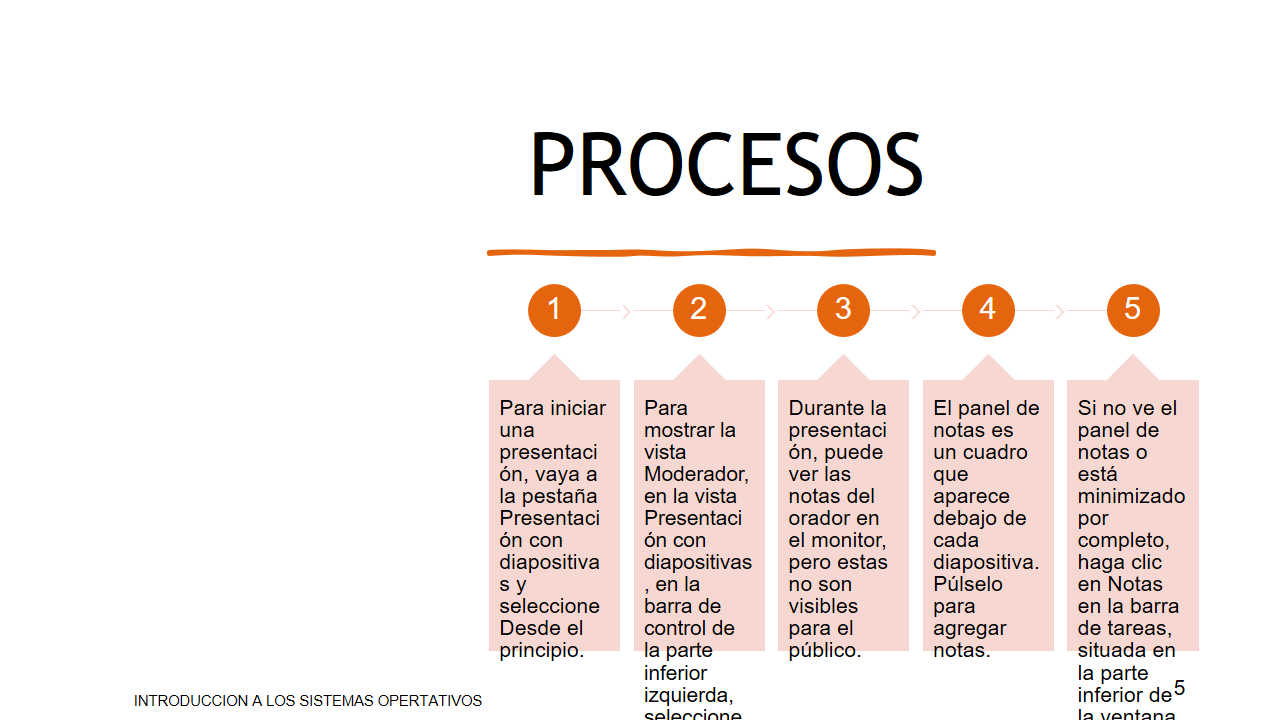 PROCESOS
1
2
3
4
5
Para iniciar
una
presentaci
ón, vaya a
la pestaña
Presentaci
ón con
diapositiva
s y
seleccione
Desde el
principio.
Para
mostrar la
vista
Moderador,
en la vista
Presentaci
ón con
diapositivas
, en la
barra de
control de
la parte
inferior
izquierda,
seleccione
Durante la
presentaci
ón, puede
ver las
notas del
orador en
el monitor,
pero estas
no son
visibles
para el
público.
El panel de
notas es
un cuadro
que
aparece
debajo de
cada
diapositiva.
Púlselo
para
agregar
notas.
Si no ve el
panel de
notas o
está
minimizado
por
completo,
haga clic
en Notas
en la barra
de tareas,
situada en
la parte
inferior de
la ventana
INTRODUCCION A LOS SISTEMAS OPERTATIVOS
5